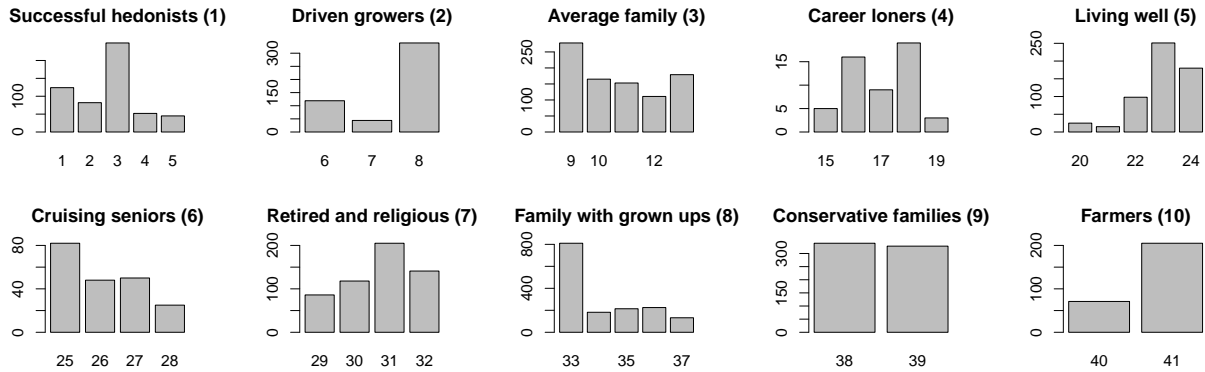 Successful hedonists (1)
0 100
1 2 3 4 5
Driven growers (2)
0 150 300
6 7 8
Average family (3)
0 100 250
9 10 12
Career loners (4)
0 5 15
15 17 19
Living well (5)
0 100 200
20 22 24
Cruising seniors (6)
0 40 80
25 26 27 28
Retired and religious (7)
0 100 200
29 30 31 32
Family with grown ups (8)
0 400 800
33 35 37
Conservative families (9)
0 150 300
38 39
Farmers (10)
0 100 200
40 41